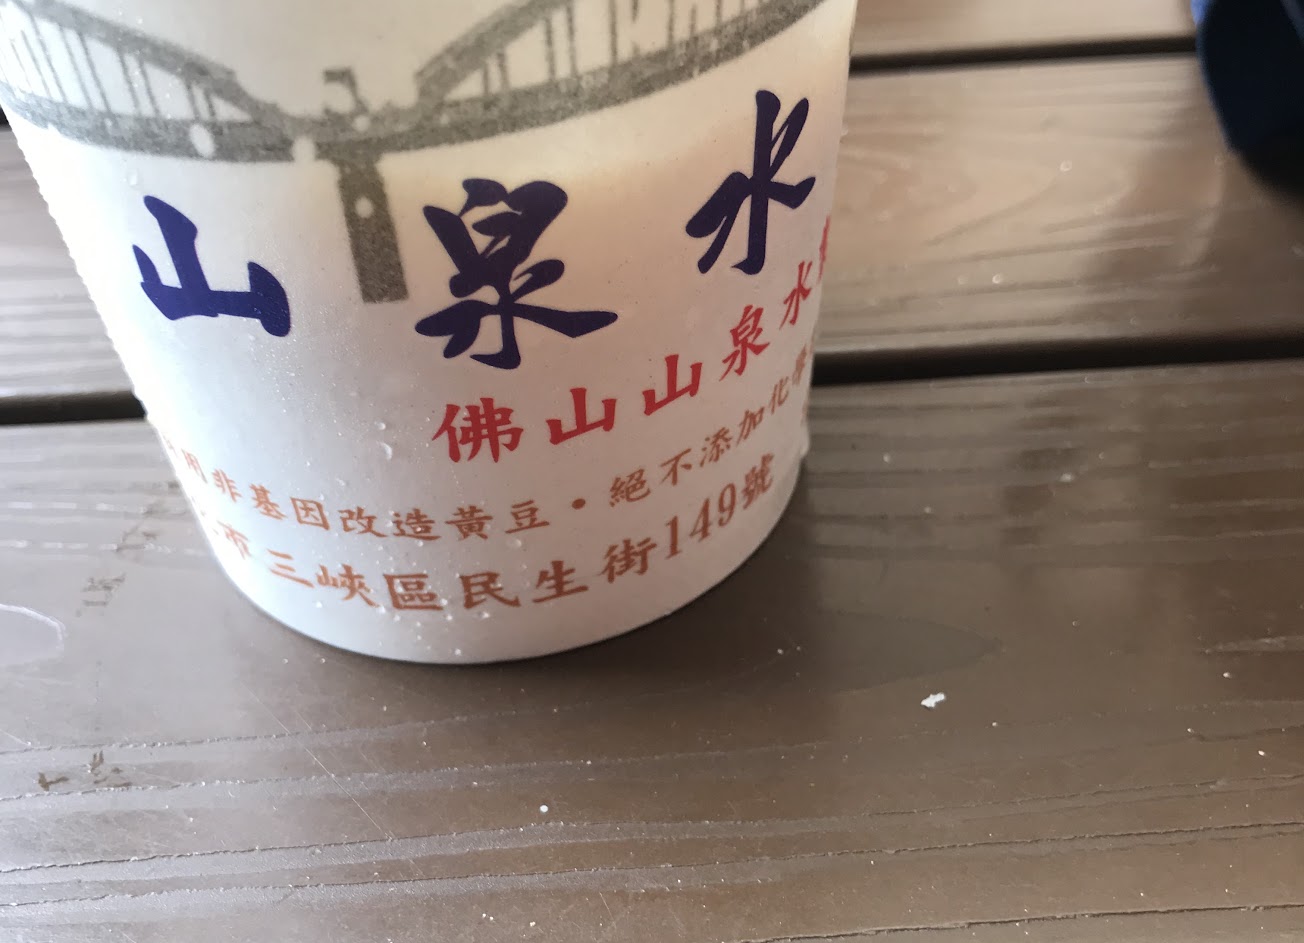 山泉水
佛山山泉水
用非基因改造黃豆・絕不添加化學
市三峽區民生街149號